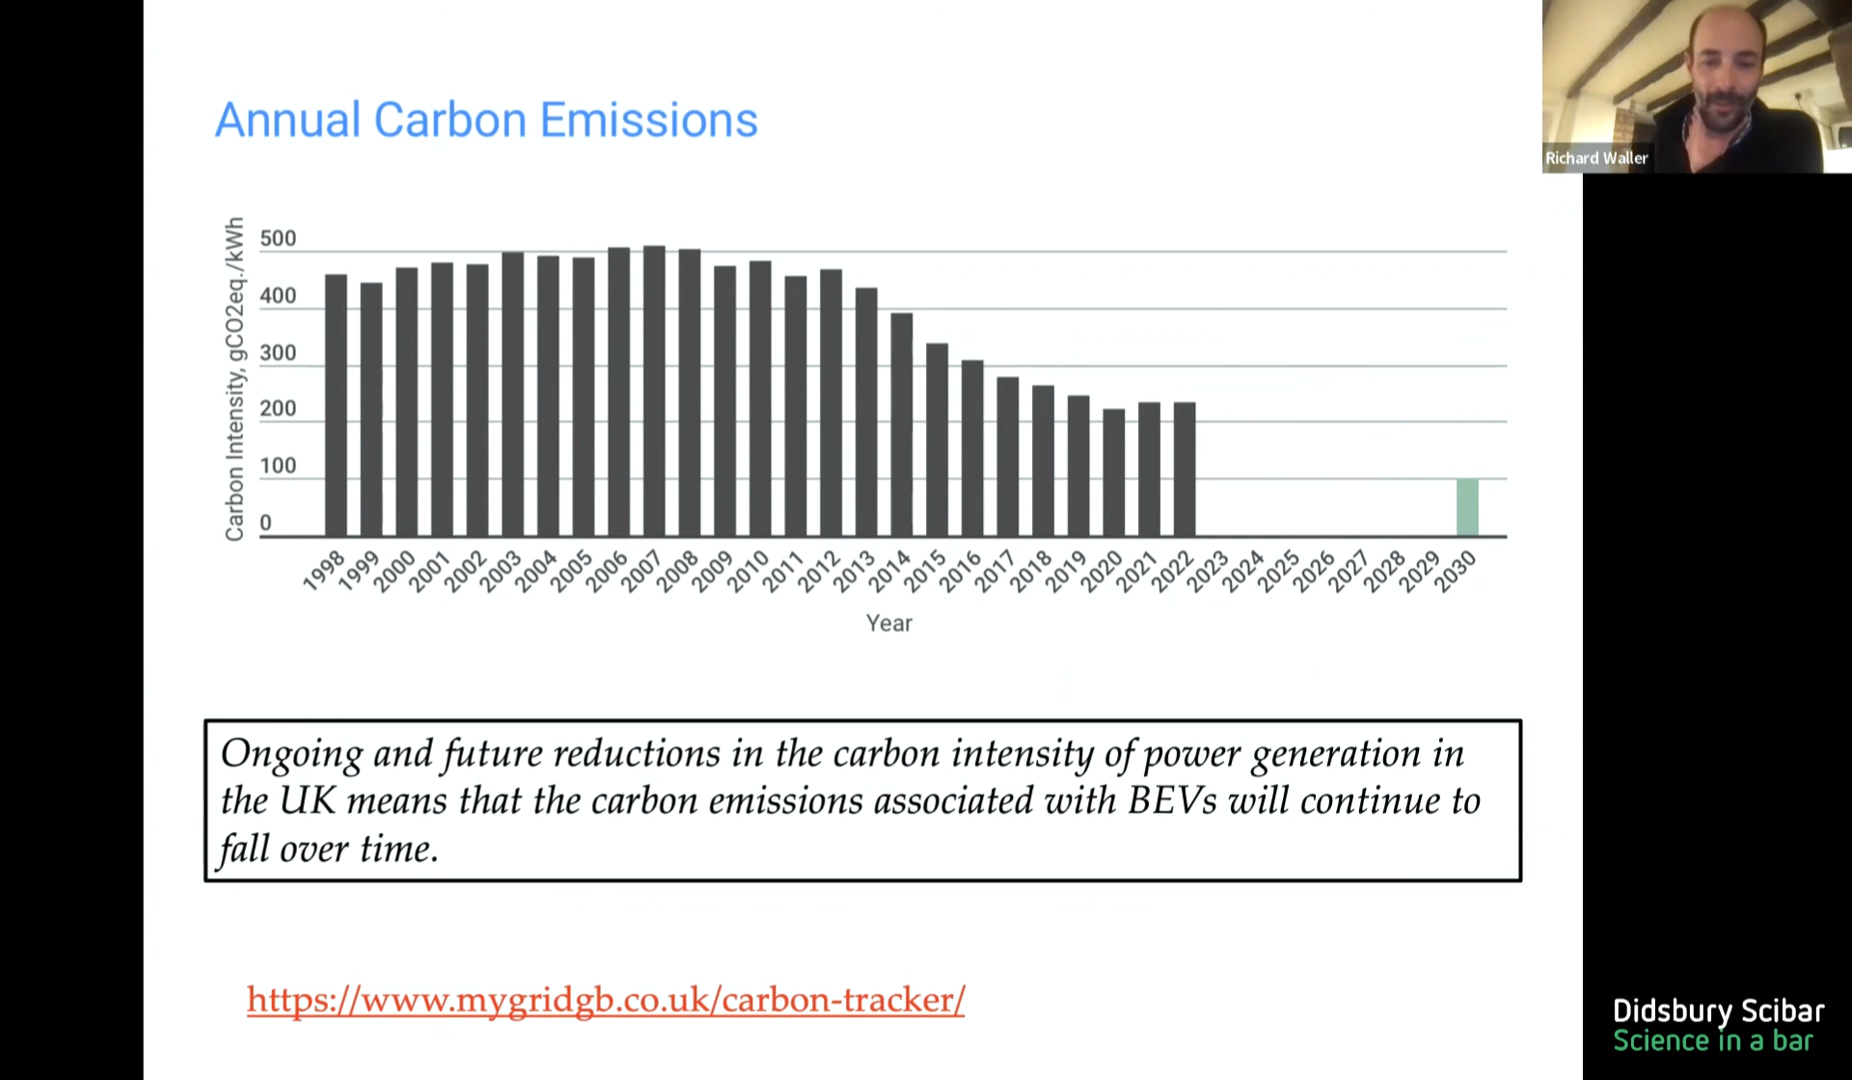 Annual Carbon Emissions
Richard Waller
Carbon Intensity, gCO2eq./kWh
500
400
300
200
100
0
1998 1999 2000 2001 2002 2003 2004 2005 2006 2007 2008 2009 2010 2011 2012 2013 2014 2015 2016 2017 2018 2019 2020 2021 2022 2023 2024 2025 2026 2027 2028 2029 2030
Year
Ongoing and future reductions in the carbon intensity of power generation in
the UK means that the carbon emissions associated with BEVs will continue to
fall over time.
https://www.mygridgb.co.uk/carbon-tracker/
Didsbury Scibar
Science in a bar